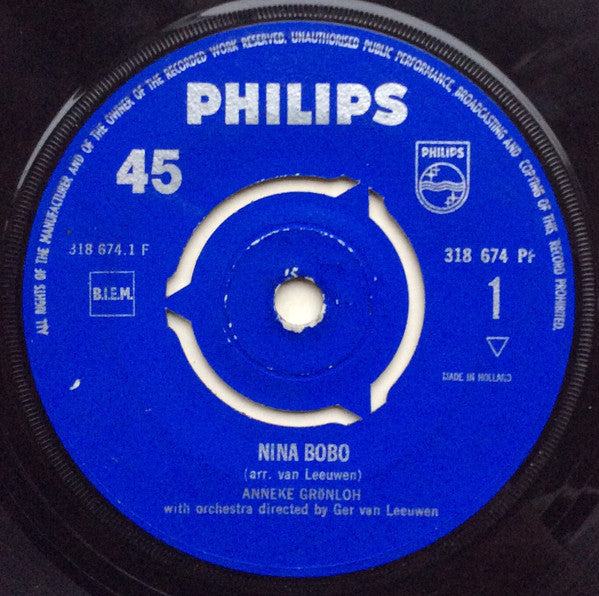 ALL RIGHTS OF THE MANUFACTURER AND OF THE OWNER OF THE RECORDED WORK RESERVED. UNAUTHORISED PUBLIC PERFORMANCE, BROADCASTING AND COPYING OF THIS RECORD PROHIBITED.
PHILIPS
45
PHILIPS
318 674.1 F
318 674 PF
B.I.E.M.
1
MADE IN HOLLAND
NINA BOBO
(arr. van Leeuwen)
ANNEKE GRÖNLOH
with orchestra directed by Ger van Leeuwen